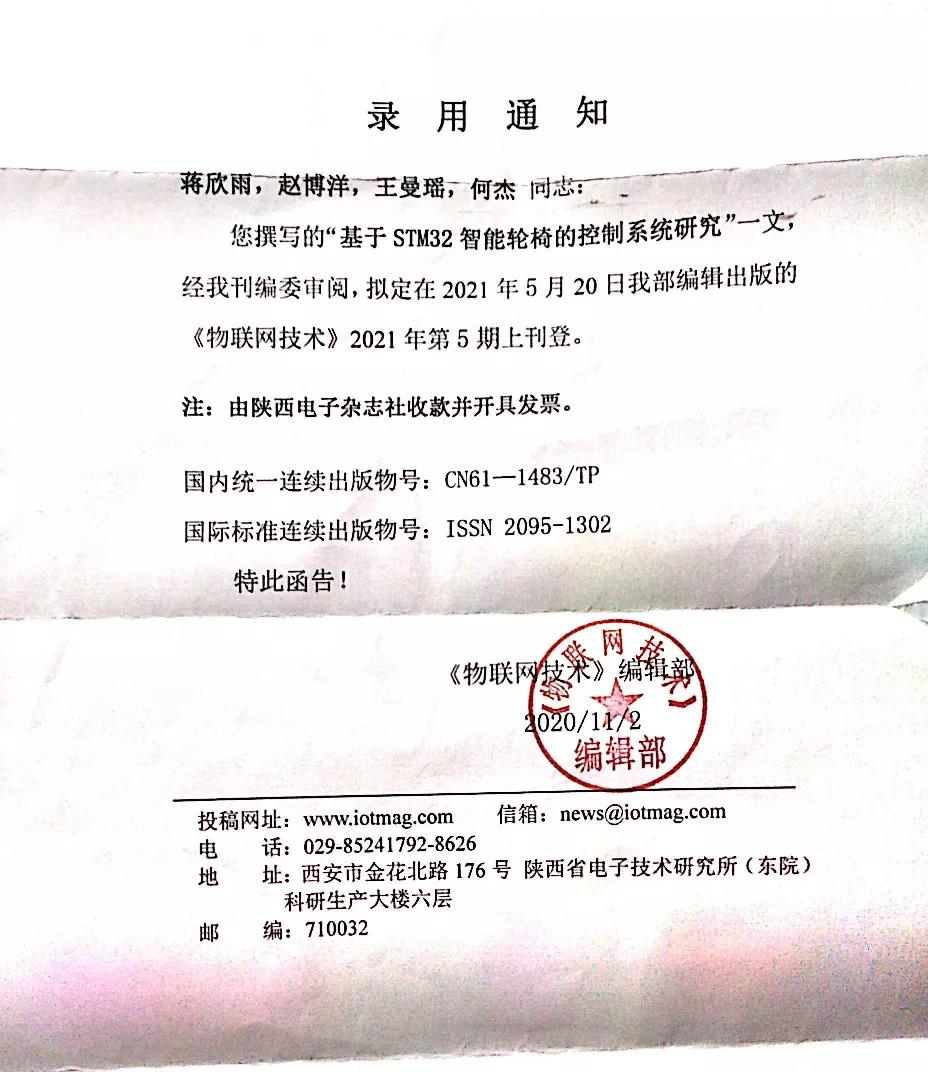 录用通知
蒋欣雨，赵博洋，王曼瑶，何杰 同志：
您撰写的“基于 STM32 智能轮椅的控制系统研究”一文，
经我刊编委审阅，拟定在 2021 年 5 月 20 日我部编辑出版的
《物联网技术》2021 年第 5 期上刊登。
注：由陕西电子杂志社收款并开具发票。
国内统一连续出版物号：CN61—1483/TP
国际标准连续出版物号：ISSN 2095-1302
特此函告！
《物联网技术》编辑部
2020/11/2
《物联网技术》
编辑部
投稿网址：www.iotmag.com 信箱：news@iotmag.com
电 话：029-85241792-8626
地 址：西安市金花北路 176 号 陕西省电子技术研究所（东院）
科研生产大楼六层
邮 编：710032